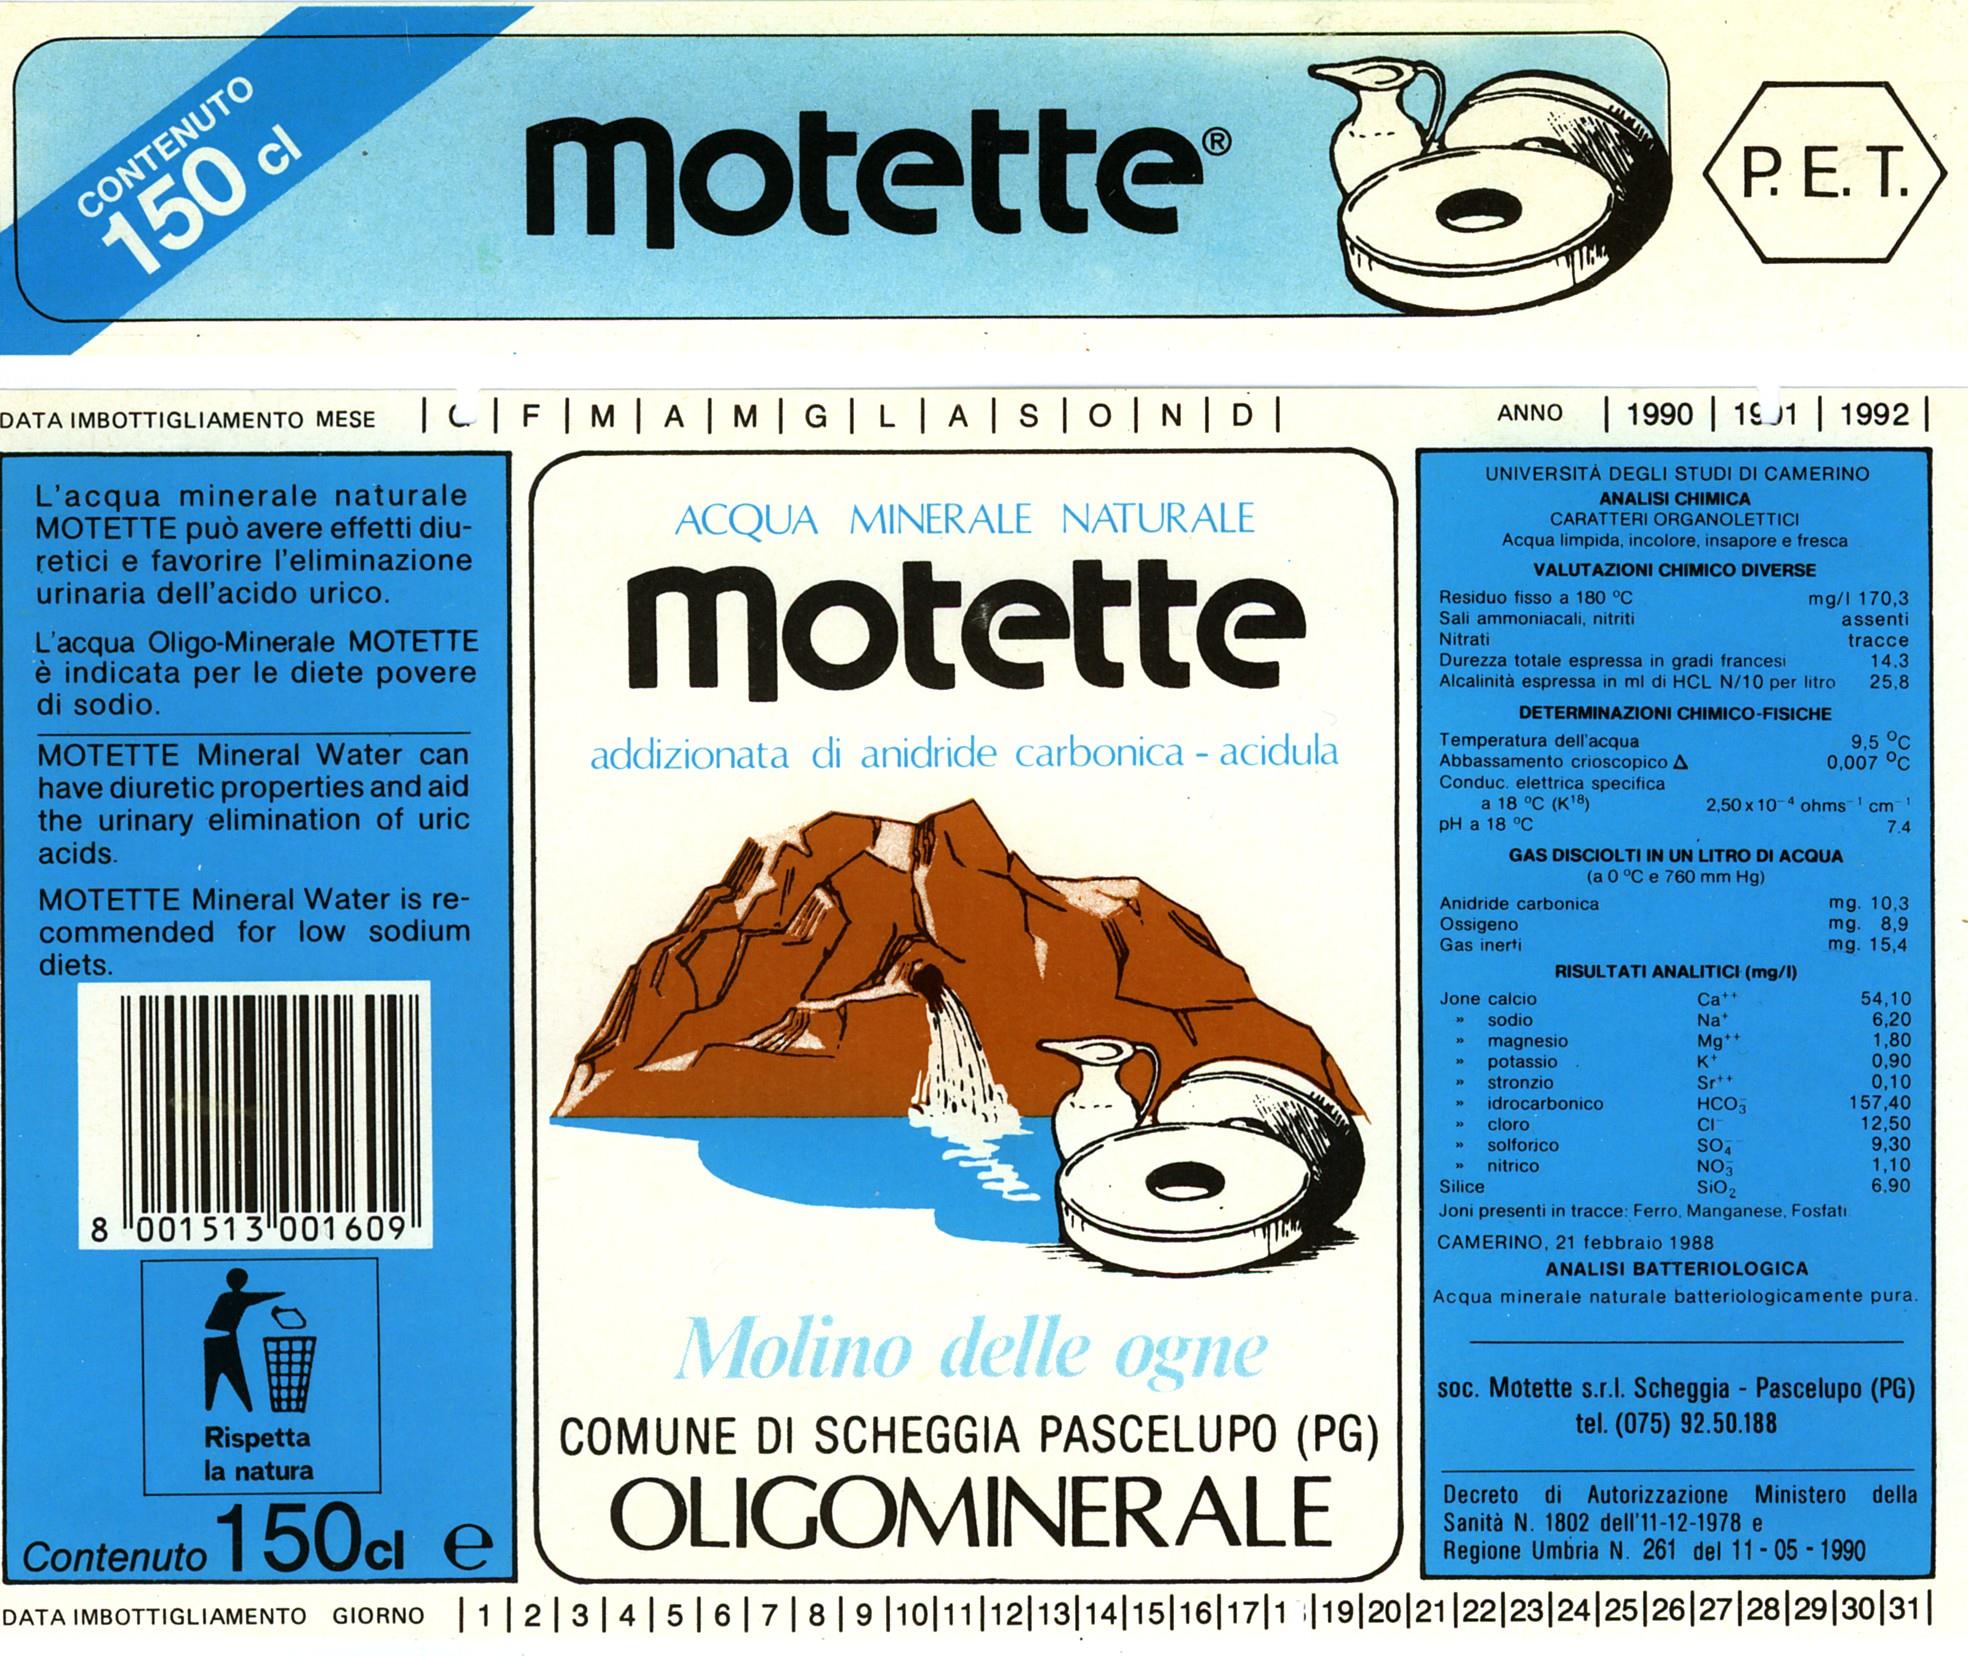 CONTENUTO
150 cl
motette®
P. E. T.
DATA IMBOTTIGLIAMENTO MESE | G | F | M | A | M | G | L | A | S | O | N | D |
ANNO | 1990 | 1991 | 1992 |
L'acqua minerale naturale
MOTETTE può avere effetti diu-
retici e favorire l'eliminazione
urinaria dell'acido urico.
L'acqua Oligo-Minerale MOTETTE
è indicata per le diete povere
di sodio.
MOTETTE Mineral Water can
have diuretic properties and aid
the urinary elimination of uric
acids.
MOTETTE Mineral Water is re-
commended for low sodium
diets.
8 001513 001609
Rispetta
la natura
Contenuto 150cl e
ACQUA MINERALE NATURALE
motette
addizionata di anidride carbonica - acidula
Molino delle ogne
COMUNE DI SCHEGGIA PASCELUPO (PG)
OLIGOMINERALE
UNIVERSITÀ DEGLI STUDI DI CAMERINO
ANALISI CHIMICA
CARATTERI ORGANOLETTICI
Acqua limpida, incolore, insapore e fresca
VALUTAZIONI CHIMICO DIVERSE
Residuo fisso a 180 °C mg/l 170,3
Sali ammoniacali, nitriti assenti
Nitrati tracce
Durezza totale espressa in gradi francesi 14.3
Alcalinità espressa in ml di HCL N/10 per litro 25,8
DETERMINAZIONI CHIMICO-FISICHE
Temperatura dell'acqua 9,5 °C
Abbassamento crioscopico Δ 0,007 °C
Conduc. elettrica specifica
a 18 °C (K¹⁸) 2,50 x 10⁻⁴ ohms⁻¹ cm⁻¹
pH a 18 °C 7.4
GAS DISCIOLTI IN UN LITRO DI ACQUA
(a 0 °C e 760 mm Hg)
Anidride carbonica mg. 10,3
Ossigeno mg. 8,9
Gas inerti mg. 15,4
RISULTATI ANALITICI (mg/l)
Jone calcio Ca⁺⁺ 54,10
» sodio Na⁺ 6,20
» magnesio Mg⁺⁺ 1,80
» potassio K⁺ 0,90
» stronzio Sr⁺⁺ 0,10
» idrocarbonico HCO₃⁻ 157,40
» cloro Cl⁻ 12,50
» solforico SO₄⁻⁻ 9,30
» nitrico NO₃⁻ 1,10
Silice SiO₂ 6.90
Joni presenti in tracce: Ferro, Manganese, Fosfati
CAMERINO, 21 febbraio 1988
ANALISI BATTERIOLOGICA
Acqua minerale naturale batteriologicamente pura.
soc. Motette s.r.l. Scheggia - Pascelupo (PG)
tel. (075) 92.50.188
Decreto di Autorizzazione Ministero della
Sanità N. 1802 dell'11-12-1978 e
Regione Umbria N. 261 del 11 - 05 - 1990
DATA IMBOTTIGLIAMENTO GIORNO | 1 | 2 | 3 | 4 | 5 | 6 | 7 | 8 | 9 |10|11|12|13|14|15|16|17|18|19|20|21|22|23|24|25|26|27|28|29|30|31|